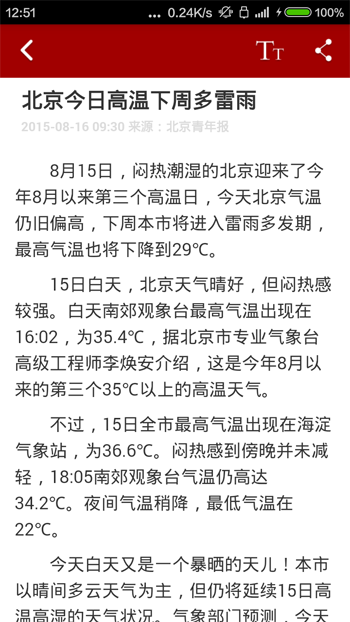 12:51 ... 0.24K/s 100%
TT
北京今日高温下周多雷雨
2015-08-16 09:30 来源：北京青年报
8月15日，闷热潮湿的北京迎来了今
年8月以来第三个高温日，今天北京气温
仍旧偏高，下周本市将进入雷雨多发期，
最高气温也将下降到29℃。
15日白天，北京天气晴好，但闷热感
较强。白天南郊观象台最高气温出现在
16:02，为35.4℃，据北京市专业气象台
高级工程师李焕安介绍，这是今年8月以
来的第三个35℃以上的高温天气。
不过，15日全市最高气温出现在海淀
气象站，为36.6℃。闷热感到傍晚并未减
轻，18:05南郊观象台气温仍高达
34.2℃。夜间气温稍降，最低气温在
22℃。
今天白天又是一个暴晒的天儿！本市
以晴间多云天气为主，但仍将延续15日高
温高湿的天气状况。气象部门预测，今天